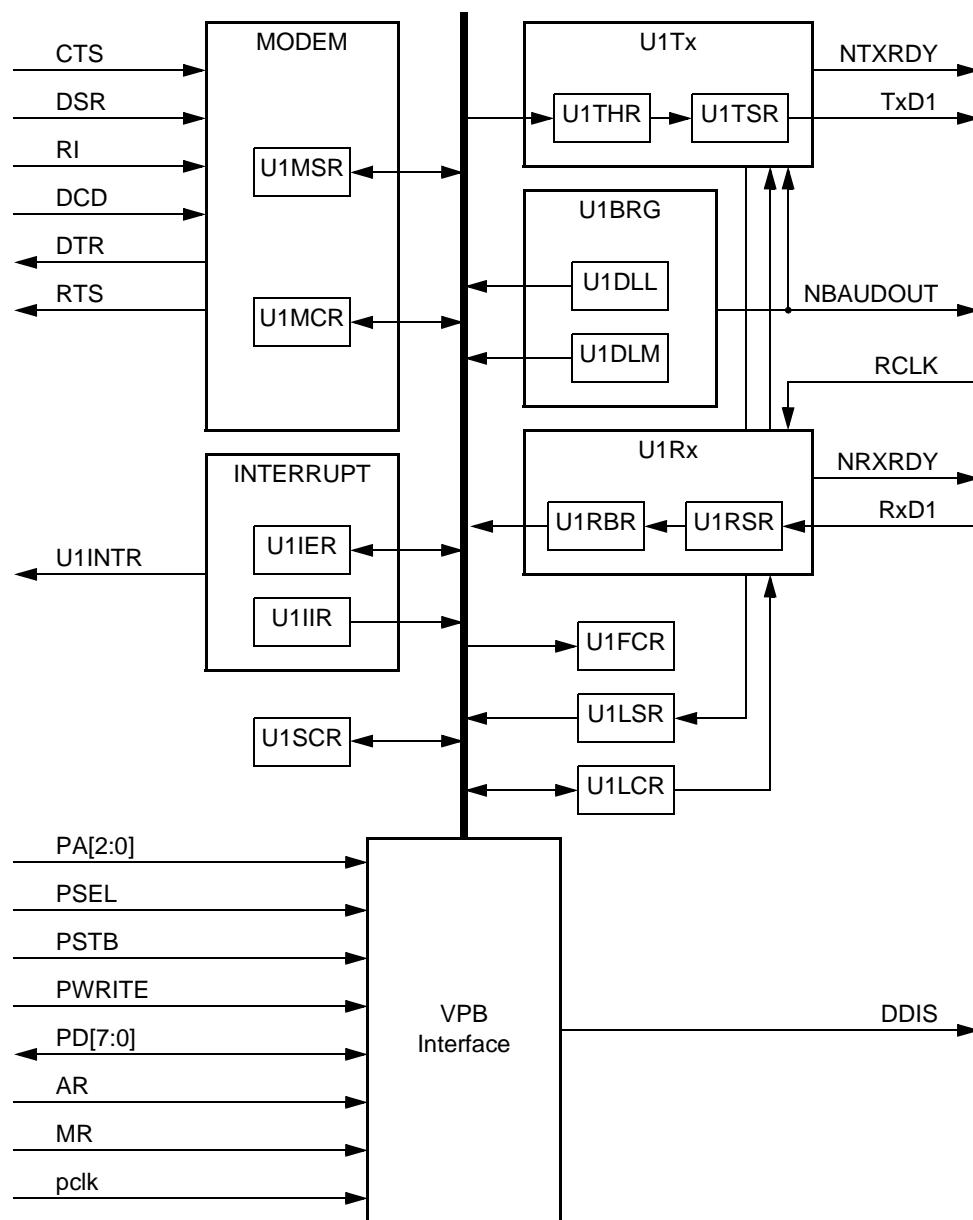 MODEM
CTS
DSR
RI
DCD
DTR
RTS
U1MSR
U1MCR
U1Tx
NTXRDY
U1THR
U1TSR
TxD1
U1BRG
U1DLL
U1DLM
NBAUDOUT
RCLK
U1Rx
NRXRDY
U1RBR
U1RSR
RxD1
INTERRUPT
U1INTR
U1IER
U1IIR
U1FCR
U1LSR
U1SCR
U1LCR
PA[2:0]
PSEL
PSTB
PWRITE
PD[7:0]
AR
MR
pclk
VPB
Interface
DDIS